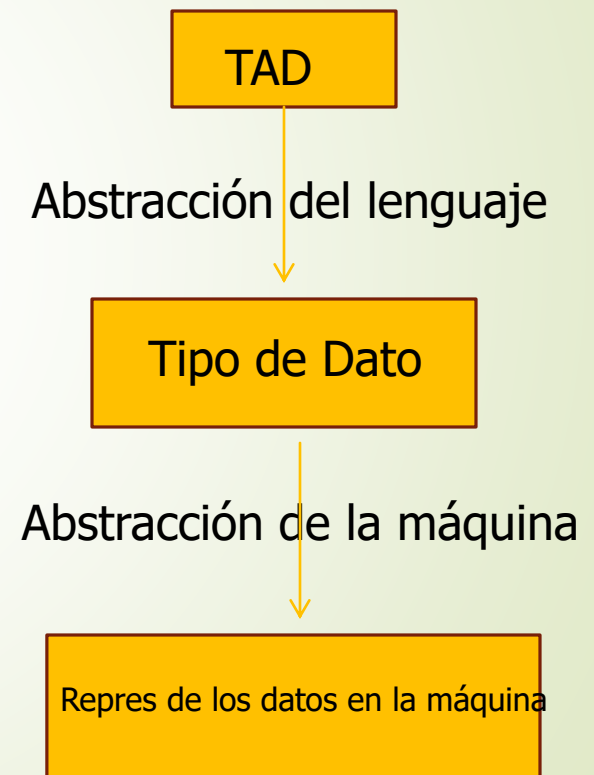 TAD
Abstracción del lenguaje
Tipo de Dato
Abstracción de la máquina
Repres de los datos en la máquina